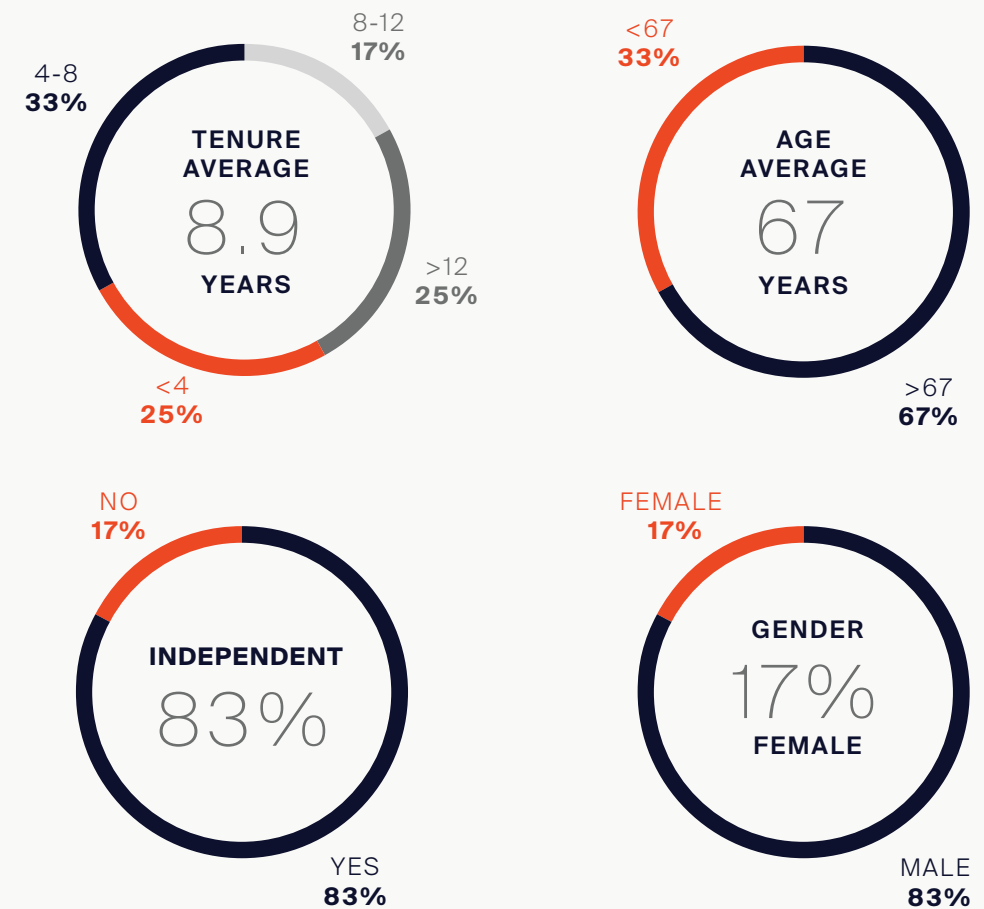 8-12
17%
4-8
33%
TENURE
AVERAGE
8.9
YEARS
>12
25%
<4
25%
<67
33%
AGE
AVERAGE
67
YEARS
>67
67%
NO
17%
INDEPENDENT
83%
YES
83%
FEMALE
17%
GENDER
17%
FEMALE
MALE
83%